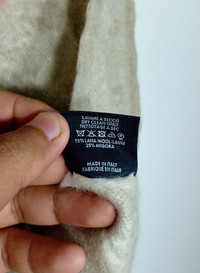 LAVARE A SECCO
DRY CLEAN ONLY
NETTOYAGE A SEC
75% LANA-WOOL-LAINE
25% ANGORA
MADE IN ITALY
FABRIQUE EN ITALIE